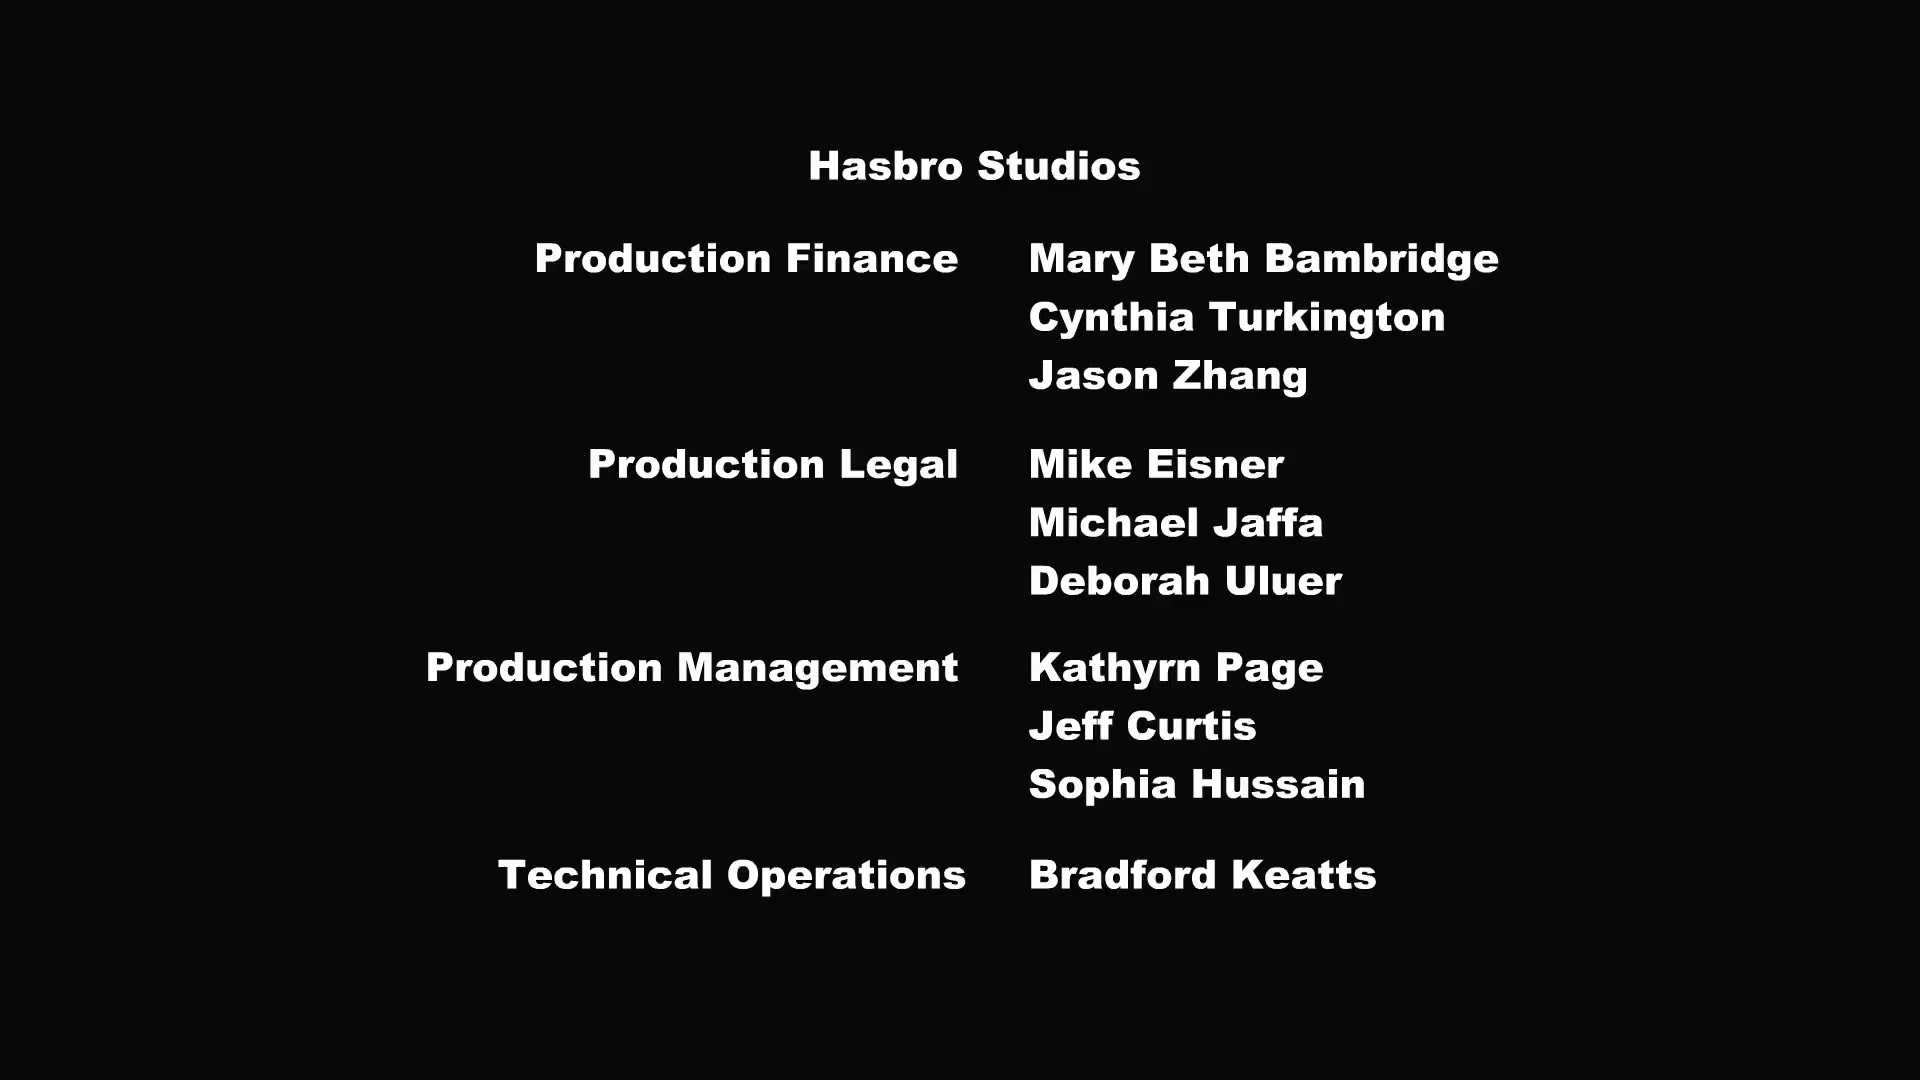 Hasbro Studios
Production Finance Mary Beth Bambridge
Cynthia Turkington
Jason Zhang
Production Legal Mike Eisner
Michael Jaffa
Deborah Uluer
Production Management Kathyrn Page
Jeff Curtis
Sophia Hussain
Technical Operations Bradford Keatts